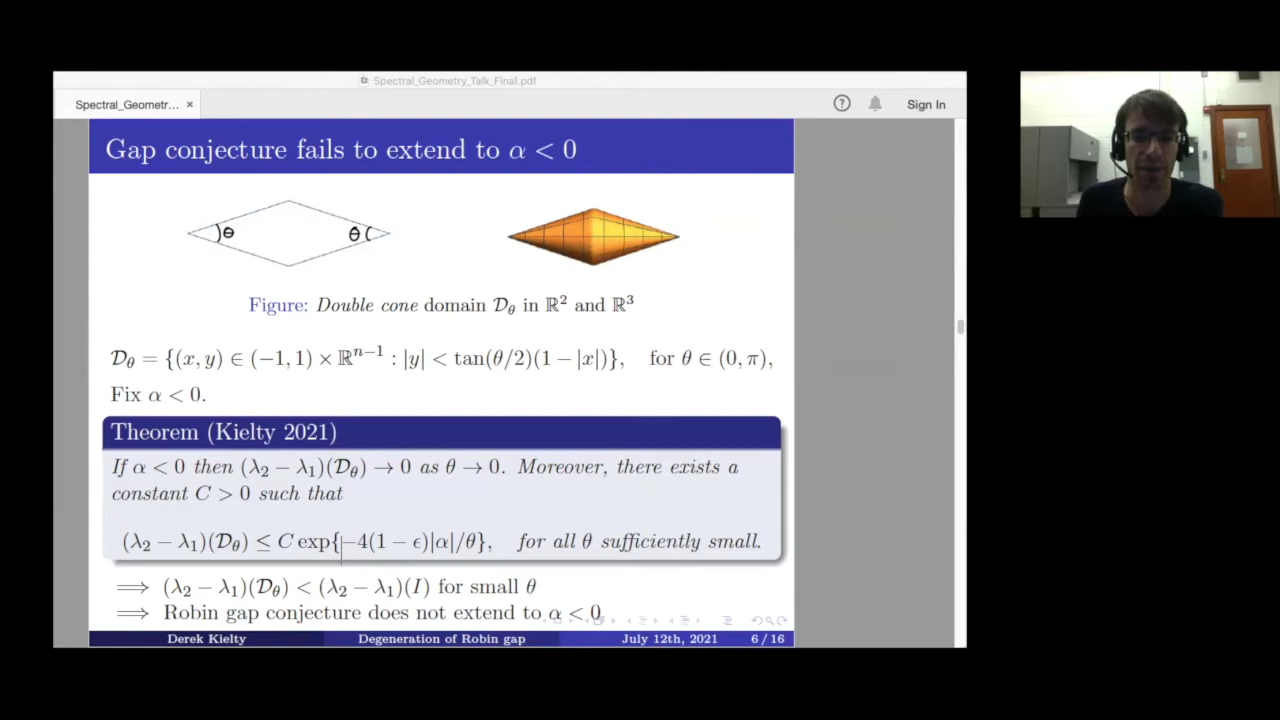 Spectral_Geometry_Talk_Final.pdf
Spectral_Geometr... ×
Sign In
Gap conjecture fails to extend to α < 0
θ θ
Figure: Double cone domain 𝒟_θ in ℝ² and ℝ³
𝒟_θ = {(x, y) ∈ (−1, 1) × ℝⁿ⁻¹ : |y| < tan(θ/2)(1 − |x|)}, for θ ∈ (0, π),
Fix α < 0.
Theorem (Kielty 2021)
If α < 0 then (λ₂ − λ₁)(𝒟_θ) → 0 as θ → 0. Moreover, there exists a
constant C > 0 such that
(λ₂ − λ₁)(𝒟_θ) ≤ C exp{−4(1 − ϵ)|α|/θ}, for all θ sufficiently small.
⟹ (λ₂ − λ₁)(𝒟_θ) < (λ₂ − λ₁)(I) for small θ
⟹ Robin gap conjecture does not extend to α < 0
Derek Kielty Degeneration of Robin gap July 12th, 2021 6 / 16